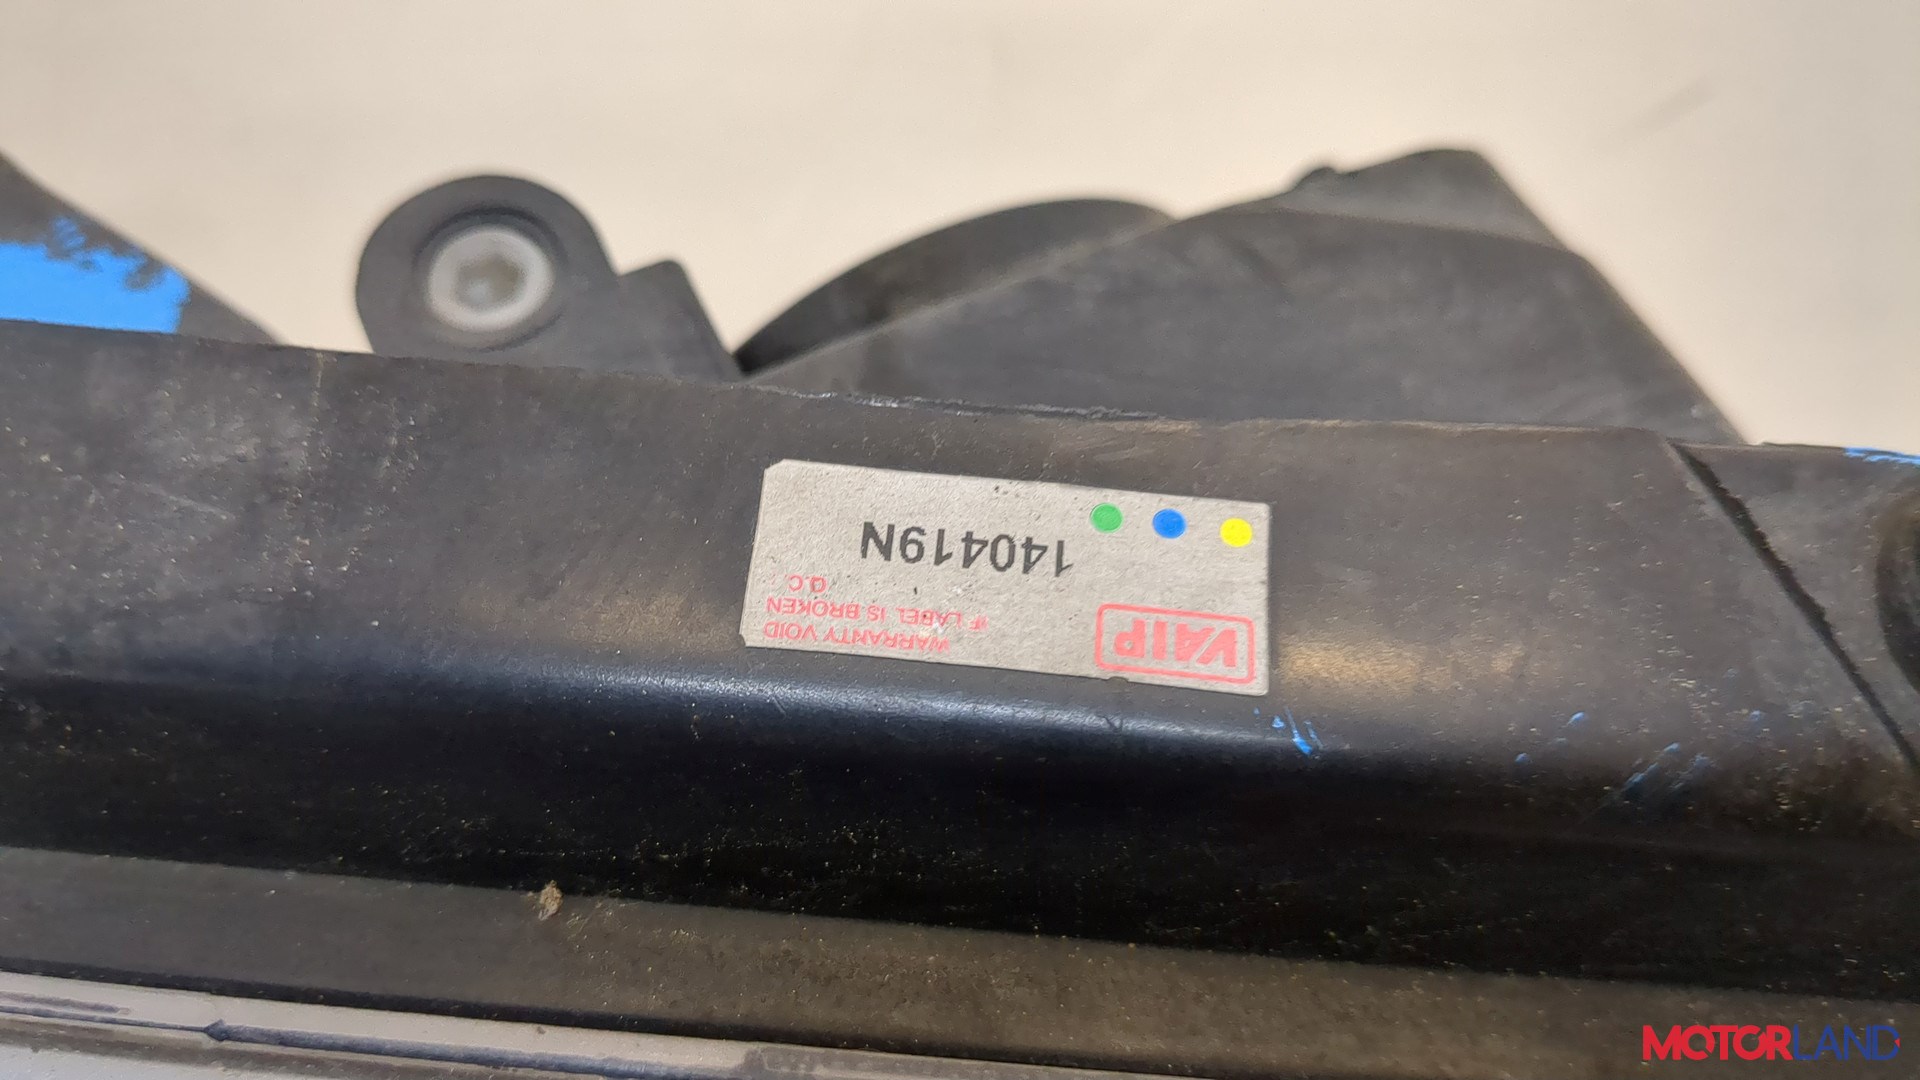 VAIP
WARRANTY VOID
IF LABEL IS BROKEN
Q.C
140419N
MOTORLAND